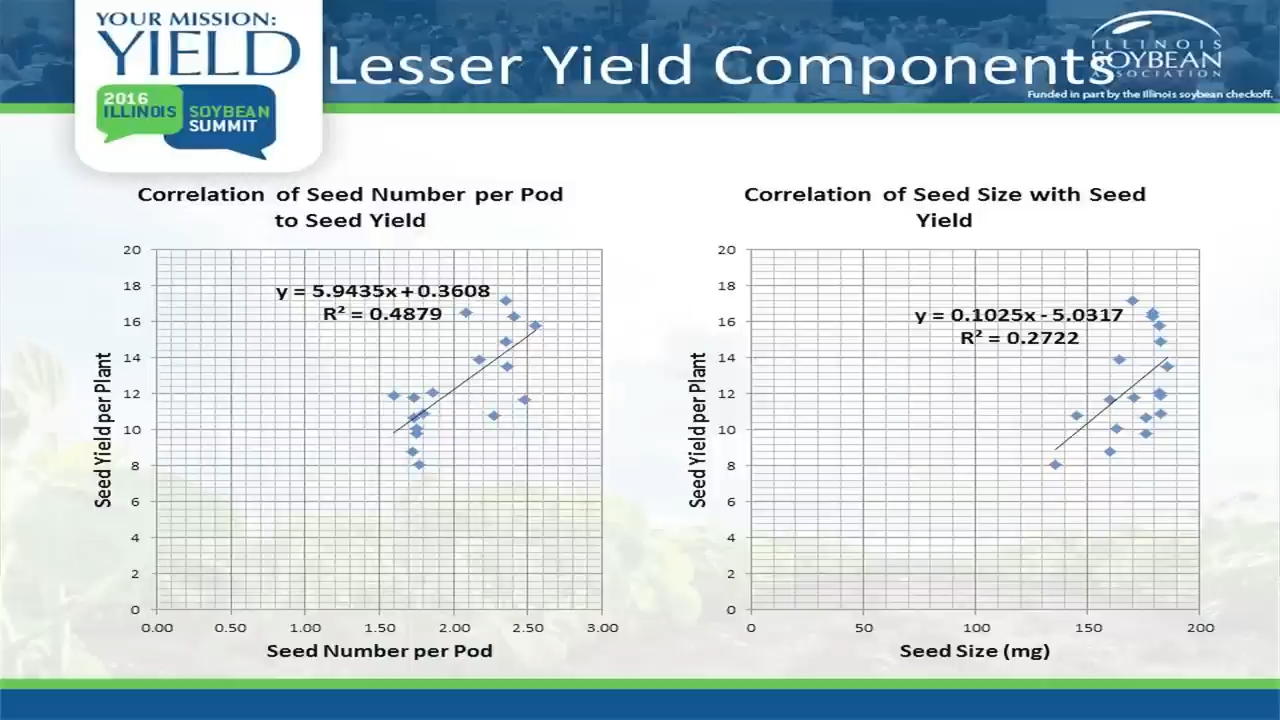 YOUR MISSION:
YIELD
2016
ILLINOIS SOYBEAN
SUMMIT
Lesser Yield Components
ILLINOIS
SOYBEAN
ASSOCIATION
Funded in part by the Illinois soybean checkoff.
Correlation of Seed Number per Pod
to Seed Yield
20
18
16
14
12
10
8
6
4
2
0
Seed Yield per Plant
y = 5.9435x + 0.3608
R² = 0.4879
0.00 0.50 1.00 1.50 2.00 2.50 3.00
Seed Number per Pod
Correlation of Seed Size with Seed
Yield
20
18
16
14
12
10
8
6
4
2
0
Seed Yield per Plant
y = 0.1025x - 5.0317
R² = 0.2722
0 50 100 150 200
Seed Size (mg)